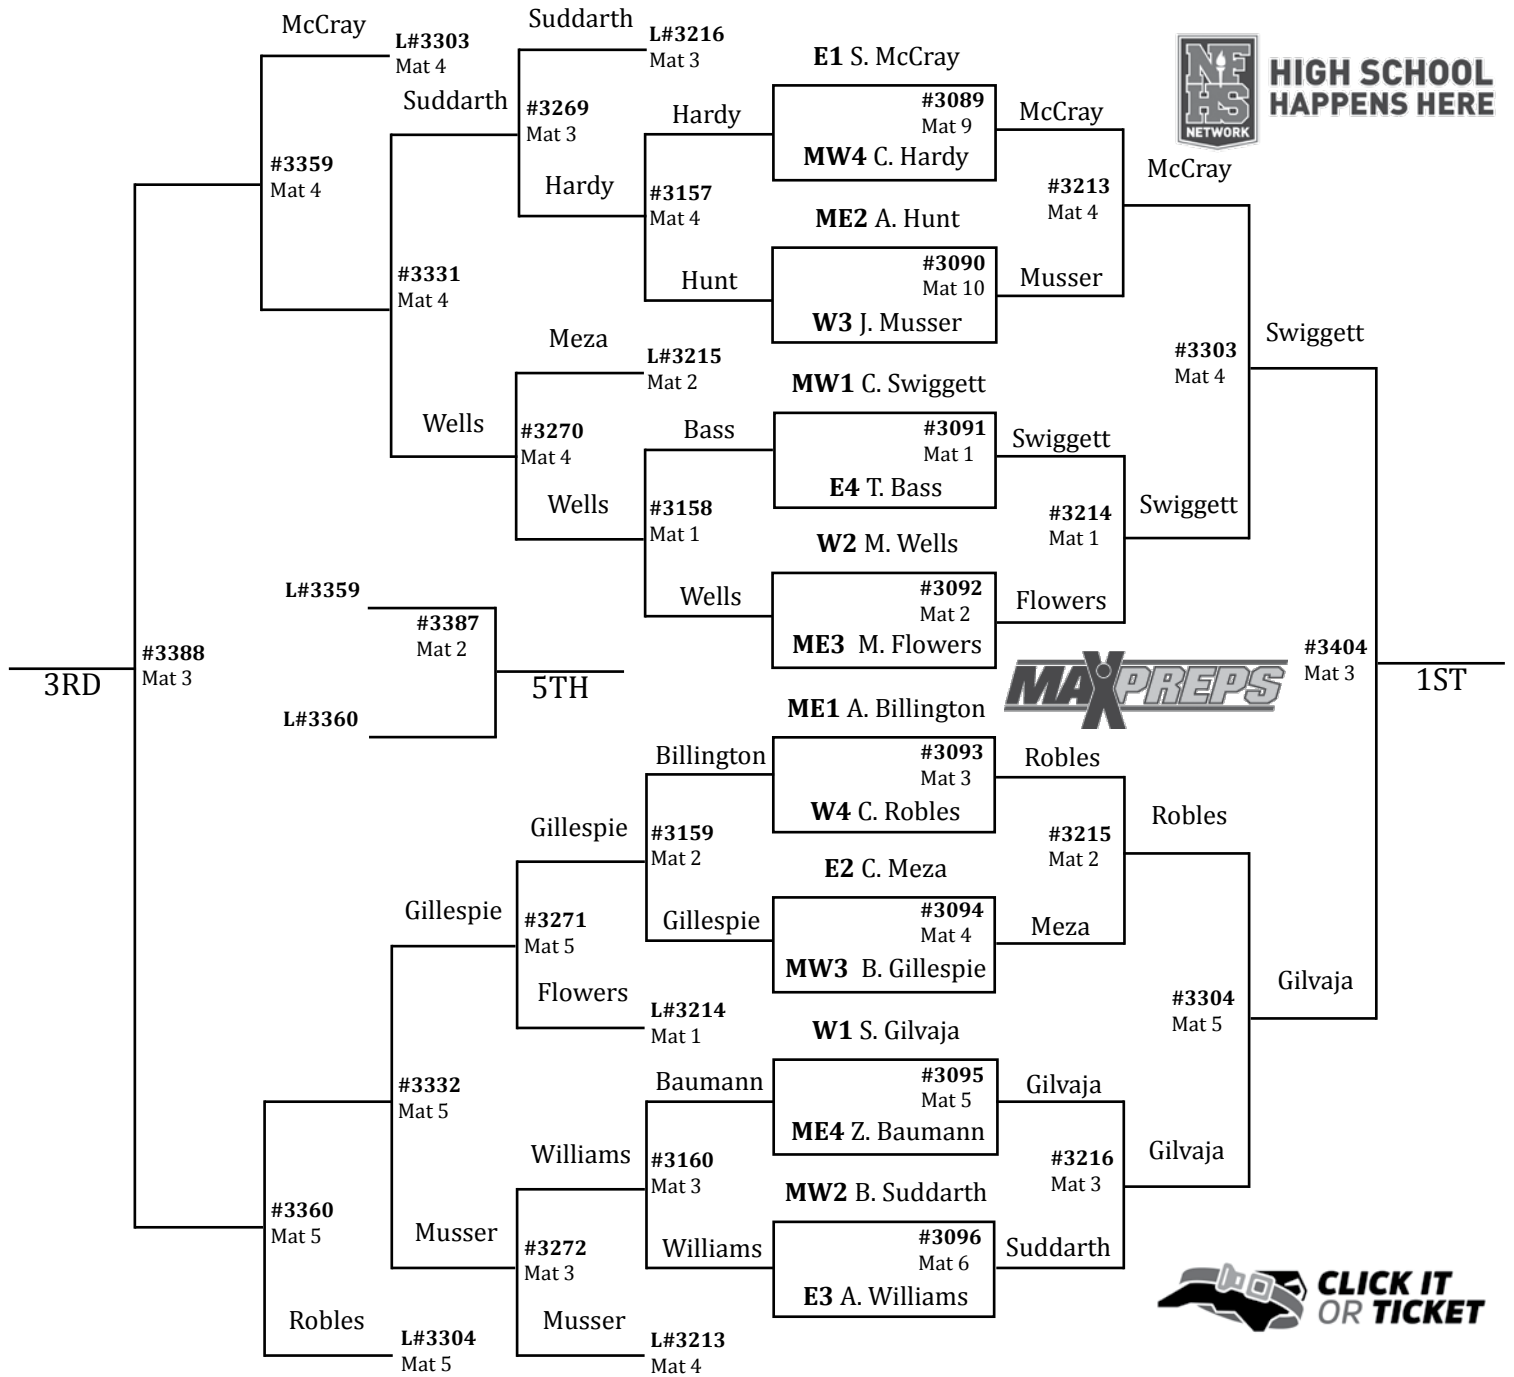 McCray
L#3303
Mat 4
Suddarth
L#3216
Mat 3
E1 S. McCray
NFHS
NETWORK
HIGH SCHOOL
HAPPENS HERE
Suddarth
#3269
Mat 3
Hardy
#3089
Mat 9
MW4 C. Hardy
McCray
McCray
#3359
Mat 4
Hardy
#3157
Mat 4
#3213
Mat 4
ME2 A. Hunt
#3331
Mat 4
Hunt
#3090
Mat 10
W3 J. Musser
Musser
Meza
L#3215
Mat 2
#3303
Mat 4
Swiggett
MW1 C. Swiggett
Wells
#3270
Mat 4
Bass
#3091
Mat 1
E4 T. Bass
Swiggett
Wells
#3158
Mat 1
#3214
Mat 1
Swiggett
W2 M. Wells
L#3359
Wells
#3092
Mat 2
ME3 M. Flowers
Flowers
#3387
Mat 2
3RD
#3388
Mat 3
5TH
MAXPREPS
#3404
Mat 3
1ST
L#3360
ME1 A. Billington
Billington
#3093
Mat 3
W4 C. Robles
Robles
Gillespie
#3159
Mat 2
#3215
Mat 2
Robles
E2 C. Meza
Gillespie
#3271
Mat 5
Gillespie
#3094
Mat 4
MW3 B. Gillespie
Meza
Flowers
L#3214
Mat 1
#3304
Mat 5
Gilvaja
W1 S. Gilvaja
#3332
Mat 5
Baumann
#3095
Mat 5
ME4 Z. Baumann
Gilvaja
Williams
#3160
Mat 3
#3216
Mat 3
Gilvaja
MW2 B. Suddarth
#3360
Mat 5
Musser
#3272
Mat 3
Williams
#3096
Mat 6
E3 A. Williams
Suddarth
Robles
L#3304
Mat 5
Musser
L#3213
Mat 4
CLICK IT
OR TICKET